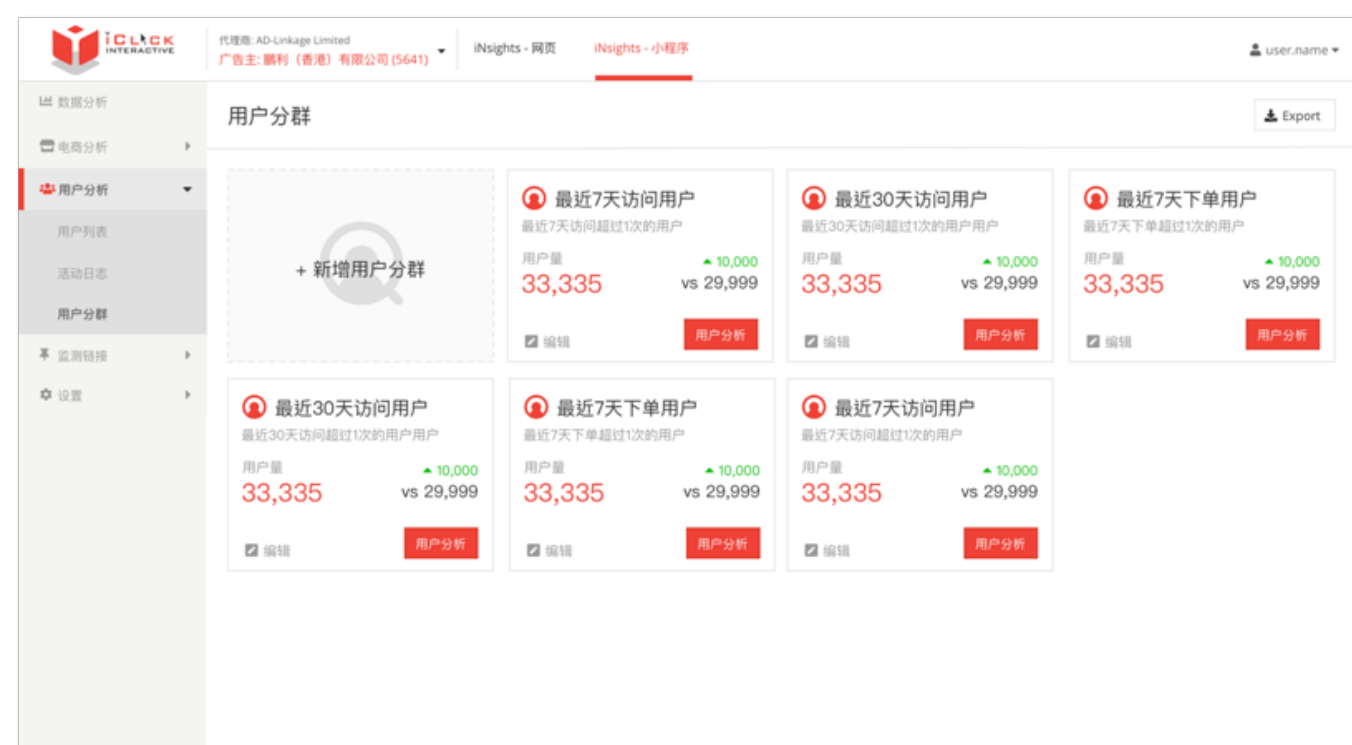 iCLICK
INTERACTIVE
代理商: AD-Linkage Limited
广告主: 鹏利（香港）有限公司 (5641)
iNsights - 网页
iNsights - 小程序
user.name
数据分析
电商分析
用户分析
用户列表
活动日志
用户分群
监测链接
设置
用户分群
Export
+ 新增用户分群
最近7天访问用户
最近7天访问超过1次的用户
用户量
10,000
33,335
vs 29,999
编辑
用户分析
最近30天访问用户
最近30天访问超过1次的用户用户
用户量
10,000
33,335
vs 29,999
编辑
用户分析
最近7天下单用户
最近7天下单超过1次的用户
用户量
10,000
33,335
vs 29,999
编辑
用户分析
最近30天访问用户
最近30天访问超过1次的用户用户
用户量
10,000
33,335
vs 29,999
编辑
用户分析
最近7天下单用户
最近7天下单超过1次的用户
用户量
10,000
33,335
vs 29,999
编辑
用户分析
最近7天访问用户
最近7天访问超过1次的用户
用户量
10,000
33,335
vs 29,999
编辑
用户分析